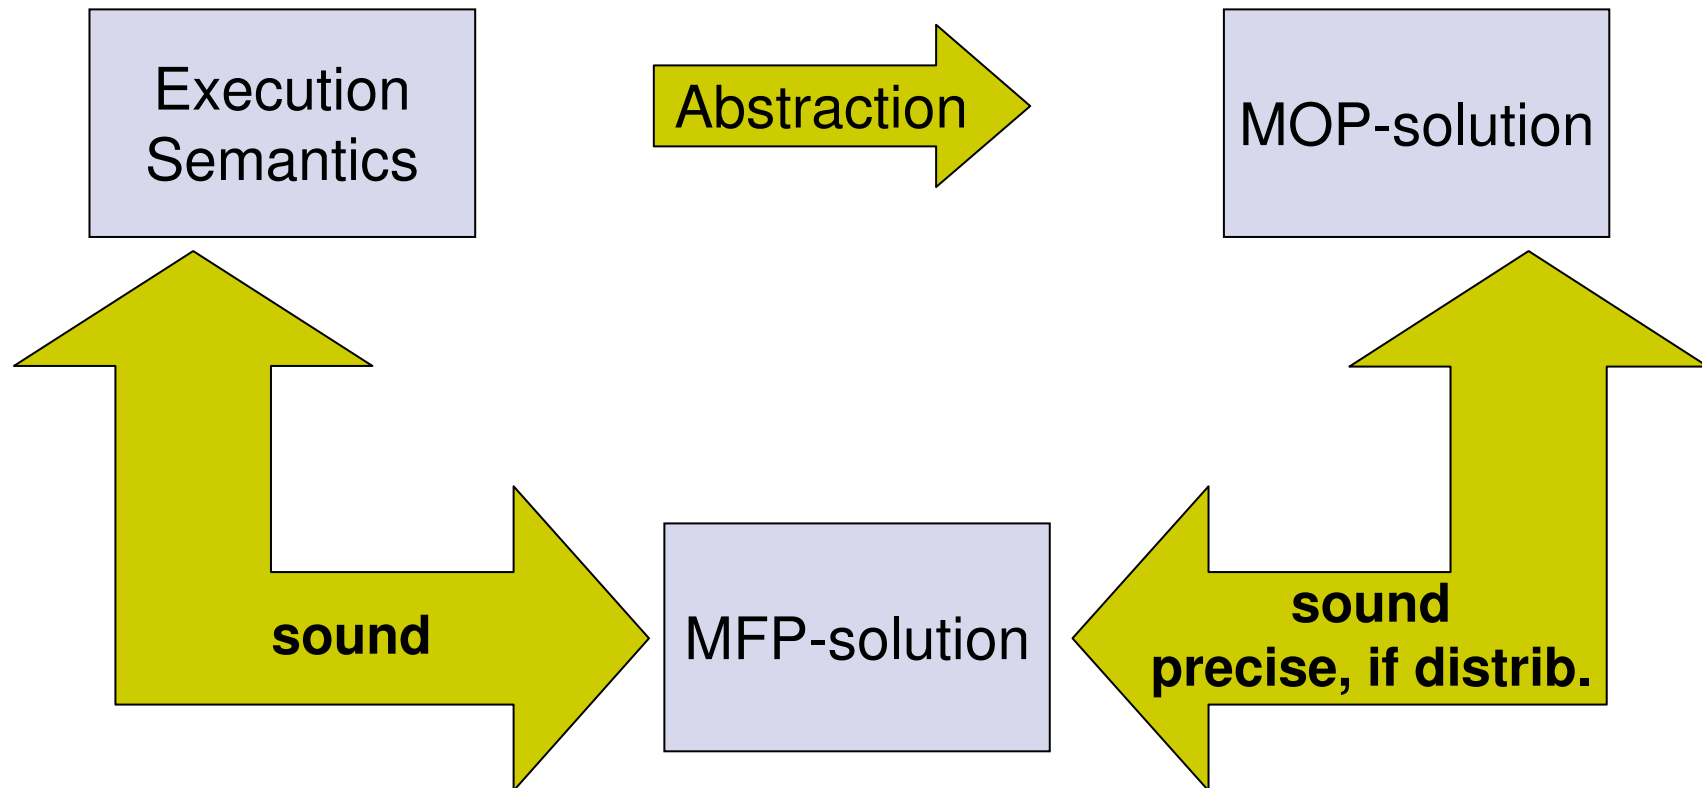 Execution
Semantics
Abstraction
MOP-solution
sound
MFP-solution
sound
precise, if distrib.